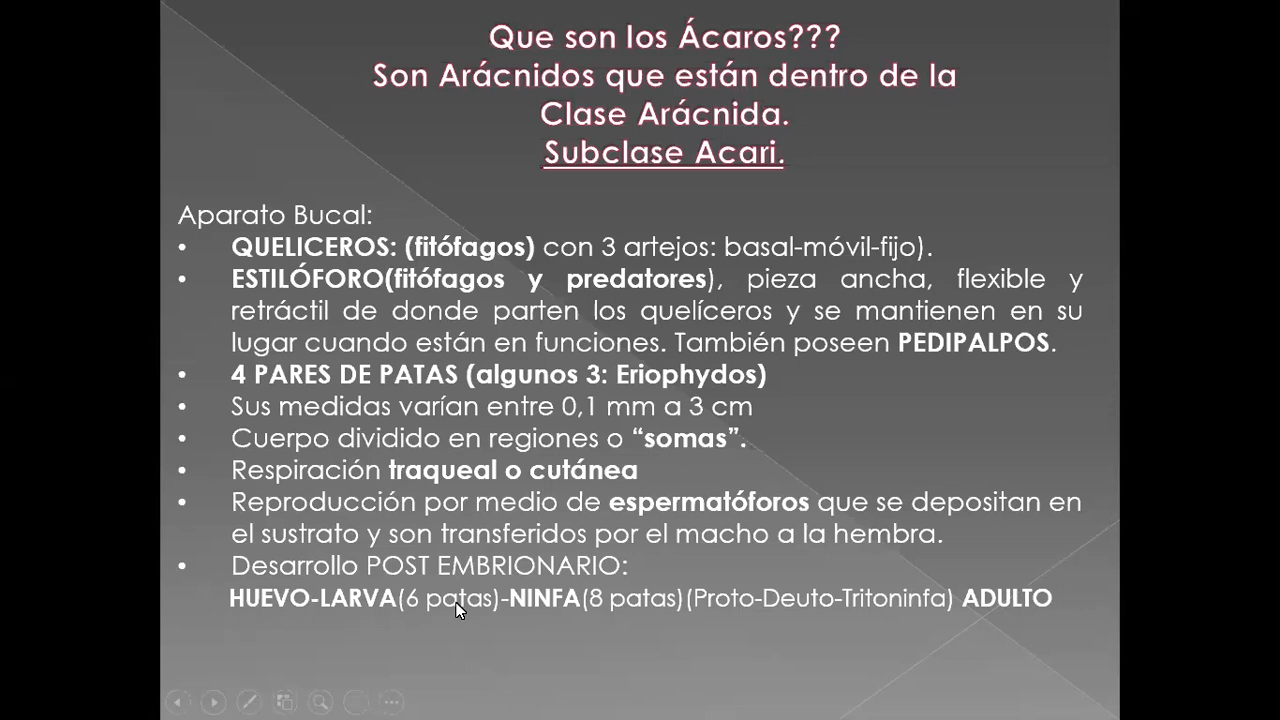 Que son los Ácaros???
Son Arácnidos que están dentro de la
Clase Arácnida.
Subclase Acari.
Aparato Bucal:
• QUELICEROS: (fitófagos) con 3 artejos: basal-móvil-fijo).
• ESTILÓFORO(fitófagos y predatores), pieza ancha, flexible y
retráctil de donde parten los quelíceros y se mantienen en su
lugar cuando están en funciones. También poseen PEDIPALPOS.
• 4 PARES DE PATAS (algunos 3: Eriophydos)
• Sus medidas varían entre 0,1 mm a 3 cm
• Cuerpo dividido en regiones o “somas”.
• Respiración traqueal o cutánea
• Reproducción por medio de espermatóforos que se depositan en
el sustrato y son transferidos por el macho a la hembra.
• Desarrollo POST EMBRIONARIO:
HUEVO-LARVA(6 patas)-NINFA(8 patas)(Proto-Deuto-Tritoninfa) ADULTO